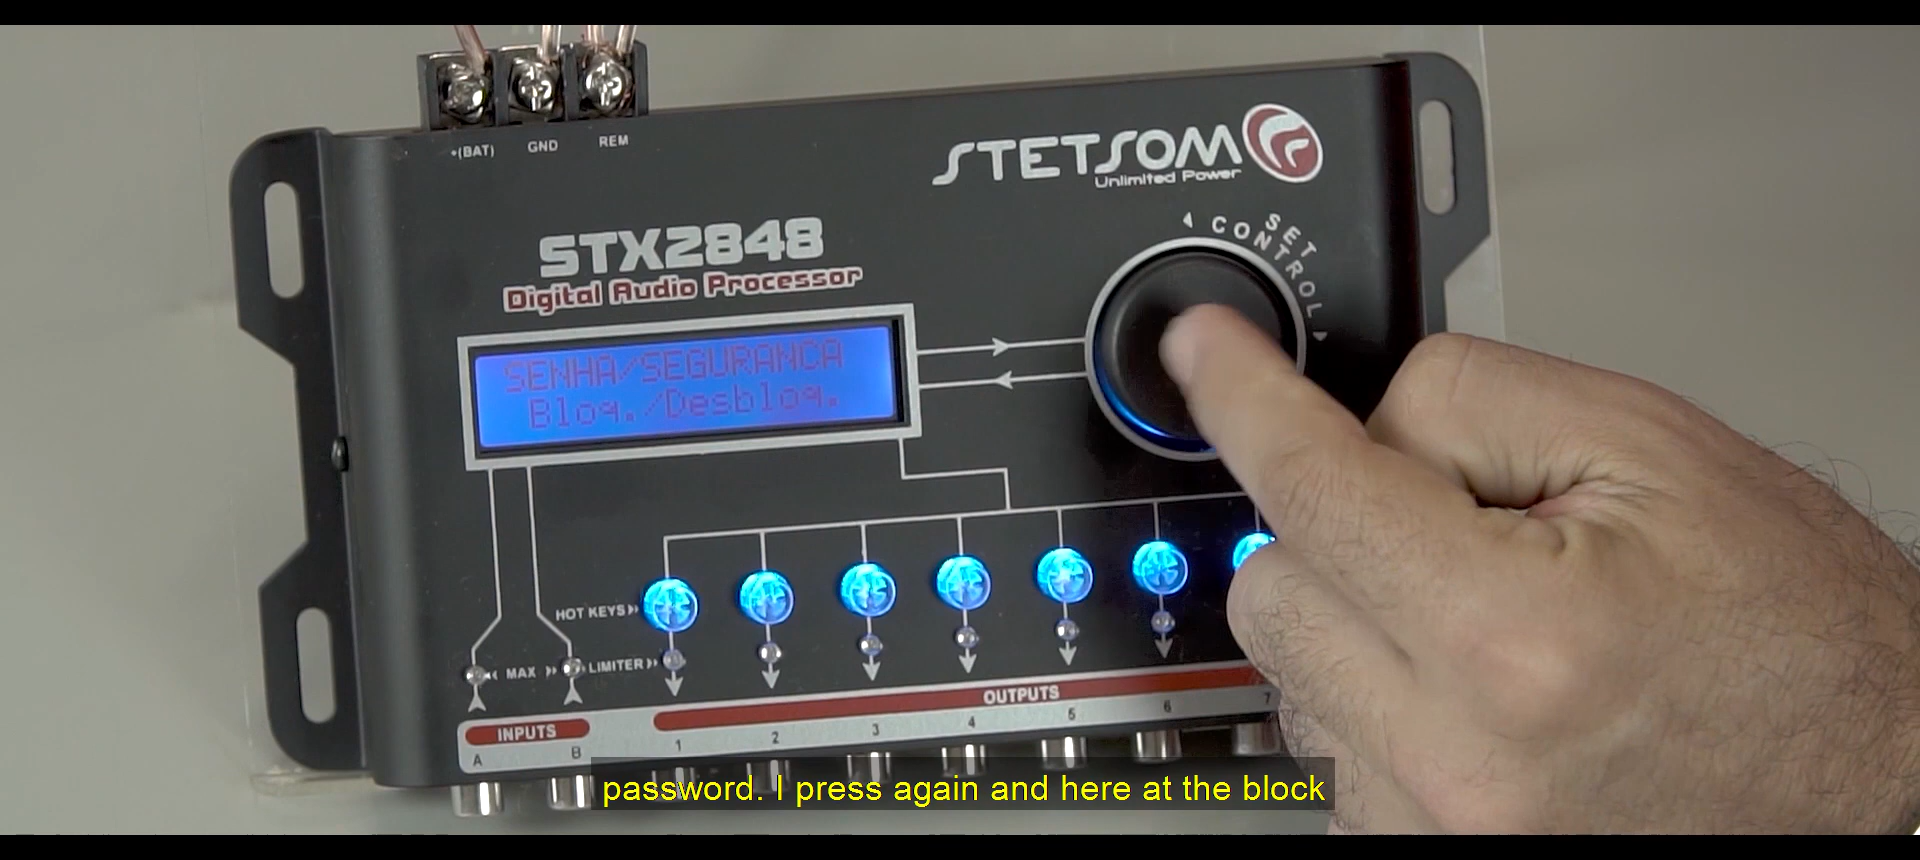 +(BAT) GND REM
STETSOM
Unlimited Power
SET
CONTROL
STX2848
Digital Audio Processor
SENHA/SEGURANCA
Bloq./Desbloq.
HOT KEYS
MAX LIMITER
OUTPUTS
INPUTS
A B 1 2 3 4 5 6 7
password. I press again and here at the block